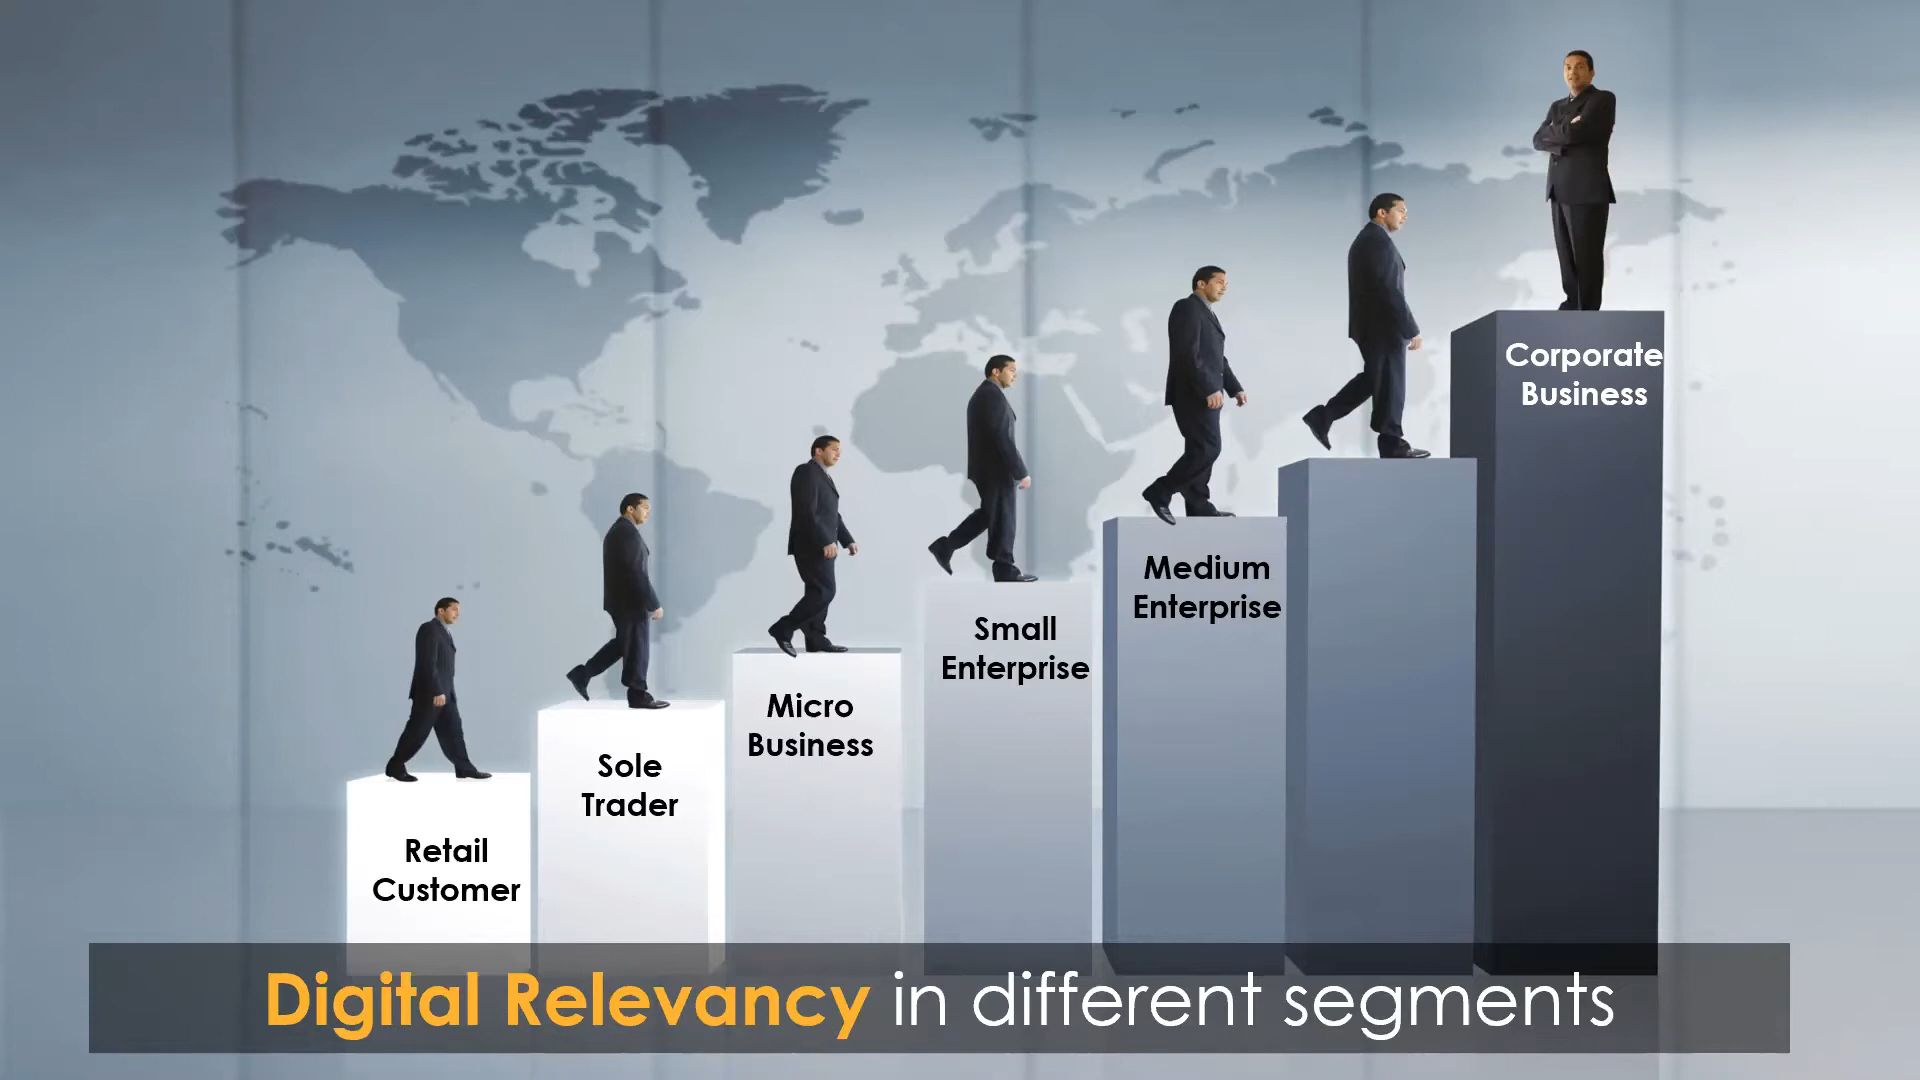 Corporate
Business
Medium
Enterprise
Small
Enterprise
Micro
Business
Sole
Trader
Retail
Customer
Digital Relevancy in different segments